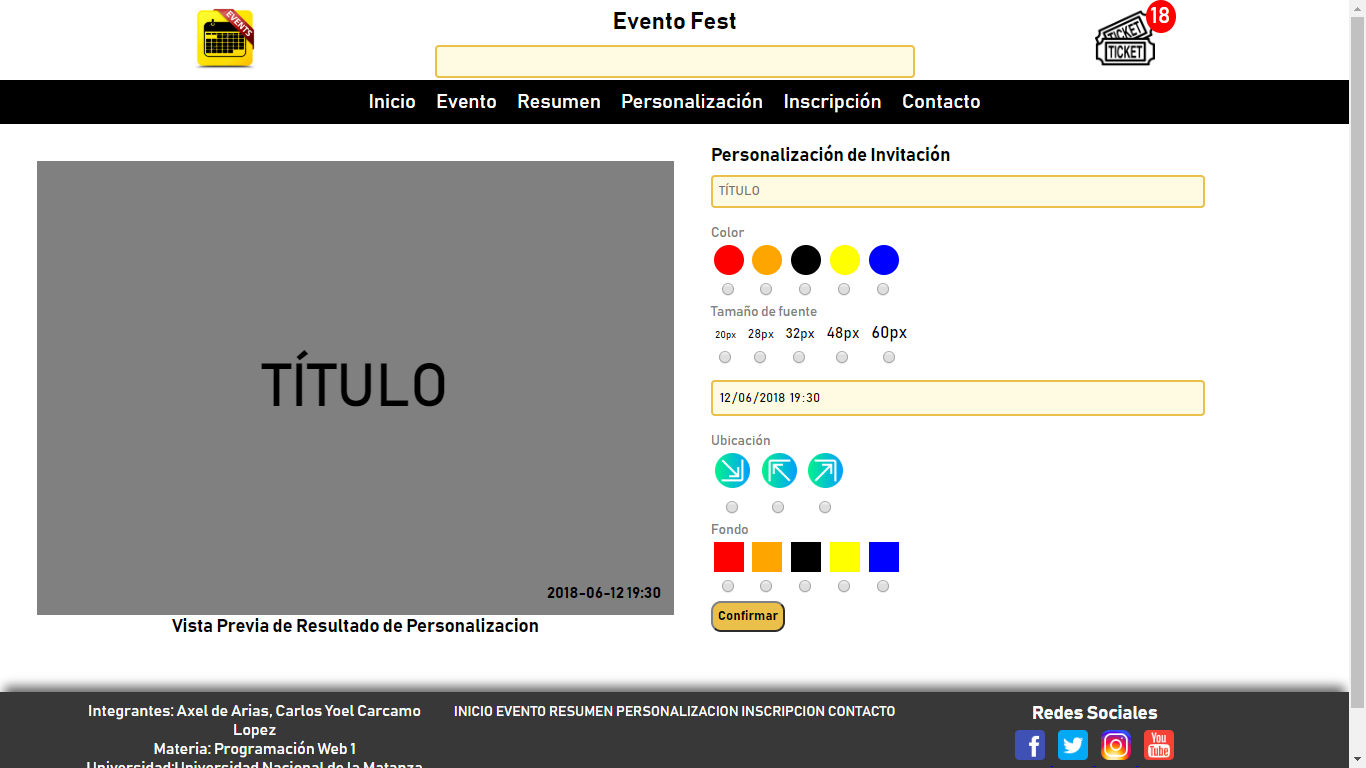 EVENTS
Evento Fest
TICKET
TICKET
18
Inicio Evento Resumen Personalización Inscripción Contacto
TÍTULO
2018-06-12 19:30
Vista Previa de Resultado de Personalizacion
Personalización de Invitación
TÍTULO
Color
Tamaño de fuente
20px 28px 32px 48px 60px
12/06/2018 19:30
Ubicación
Fondo
Confirmar
Integrantes: Axel de Arias, Carlos Yoel Carcamo
Lopez
Materia: Programación Web 1
Universidad:Universidad Nacional de la Matanza
INICIO EVENTO RESUMEN PERSONALIZACION INSCRIPCION CONTACTO
Redes Sociales
f
You
Tube